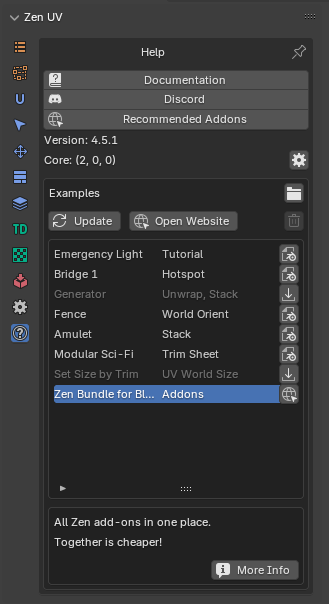 Zen UV
Help
Documentation
Discord
Recommended Addons
Version: 4.5.1
Core: (2, 0, 0)
Examples
Update Open Website
Emergency Light Tutorial
Bridge 1 Hotspot
Generator Unwrap, Stack
Fence World Orient
Amulet Stack
Modular Sci-Fi Trim Sheet
Set Size by Trim UV World Size
Zen Bundle for Bl... Addons
All Zen add-ons in one place.
Together is cheaper!
More Info
U
TD